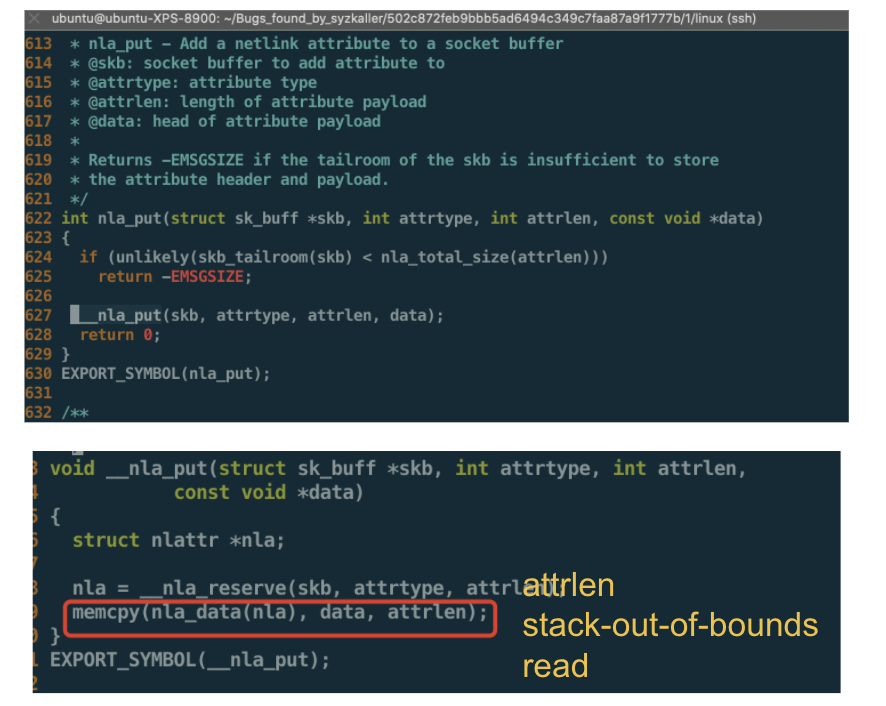 ubuntu@ubuntu-XPS-8900: ~/Bugs_found_by_syzkaller/502c872feb9bbb5ad6494c349c7faa87a9f1777b/1/linux (ssh)
613  * nla_put - Add a netlink attribute to a socket buffer
614  * @skb: socket buffer to add attribute to
615  * @attrtype: attribute type
616  * @attrlen: length of attribute payload
617  * @data: head of attribute payload
618  *
619  * Returns -EMSGSIZE if the tailroom of the skb is insufficient to store
620  * the attribute header and payload.
621  */
622 int nla_put(struct sk_buff *skb, int attrtype, int attrlen, const void *data)
623 {
624   if (unlikely(skb_tailroom(skb) < nla_total_size(attrlen)))
625     return -EMSGSIZE;
626
627   __nla_put(skb, attrtype, attrlen, data);
628   return 0;
629 }
630 EXPORT_SYMBOL(nla_put);
631
632 /**
3 void __nla_put(struct sk_buff *skb, int attrtype, int attrlen,
4            const void *data)
5 {
6   struct nlattr *nla;
7
8   nla = __nla_reserve(skb, attrtype, attrlen);
9   memcpy(nla_data(nla), data, attrlen);
0 }
1 EXPORT_SYMBOL(__nla_put);
2
attrlen
stack-out-of-bounds
read